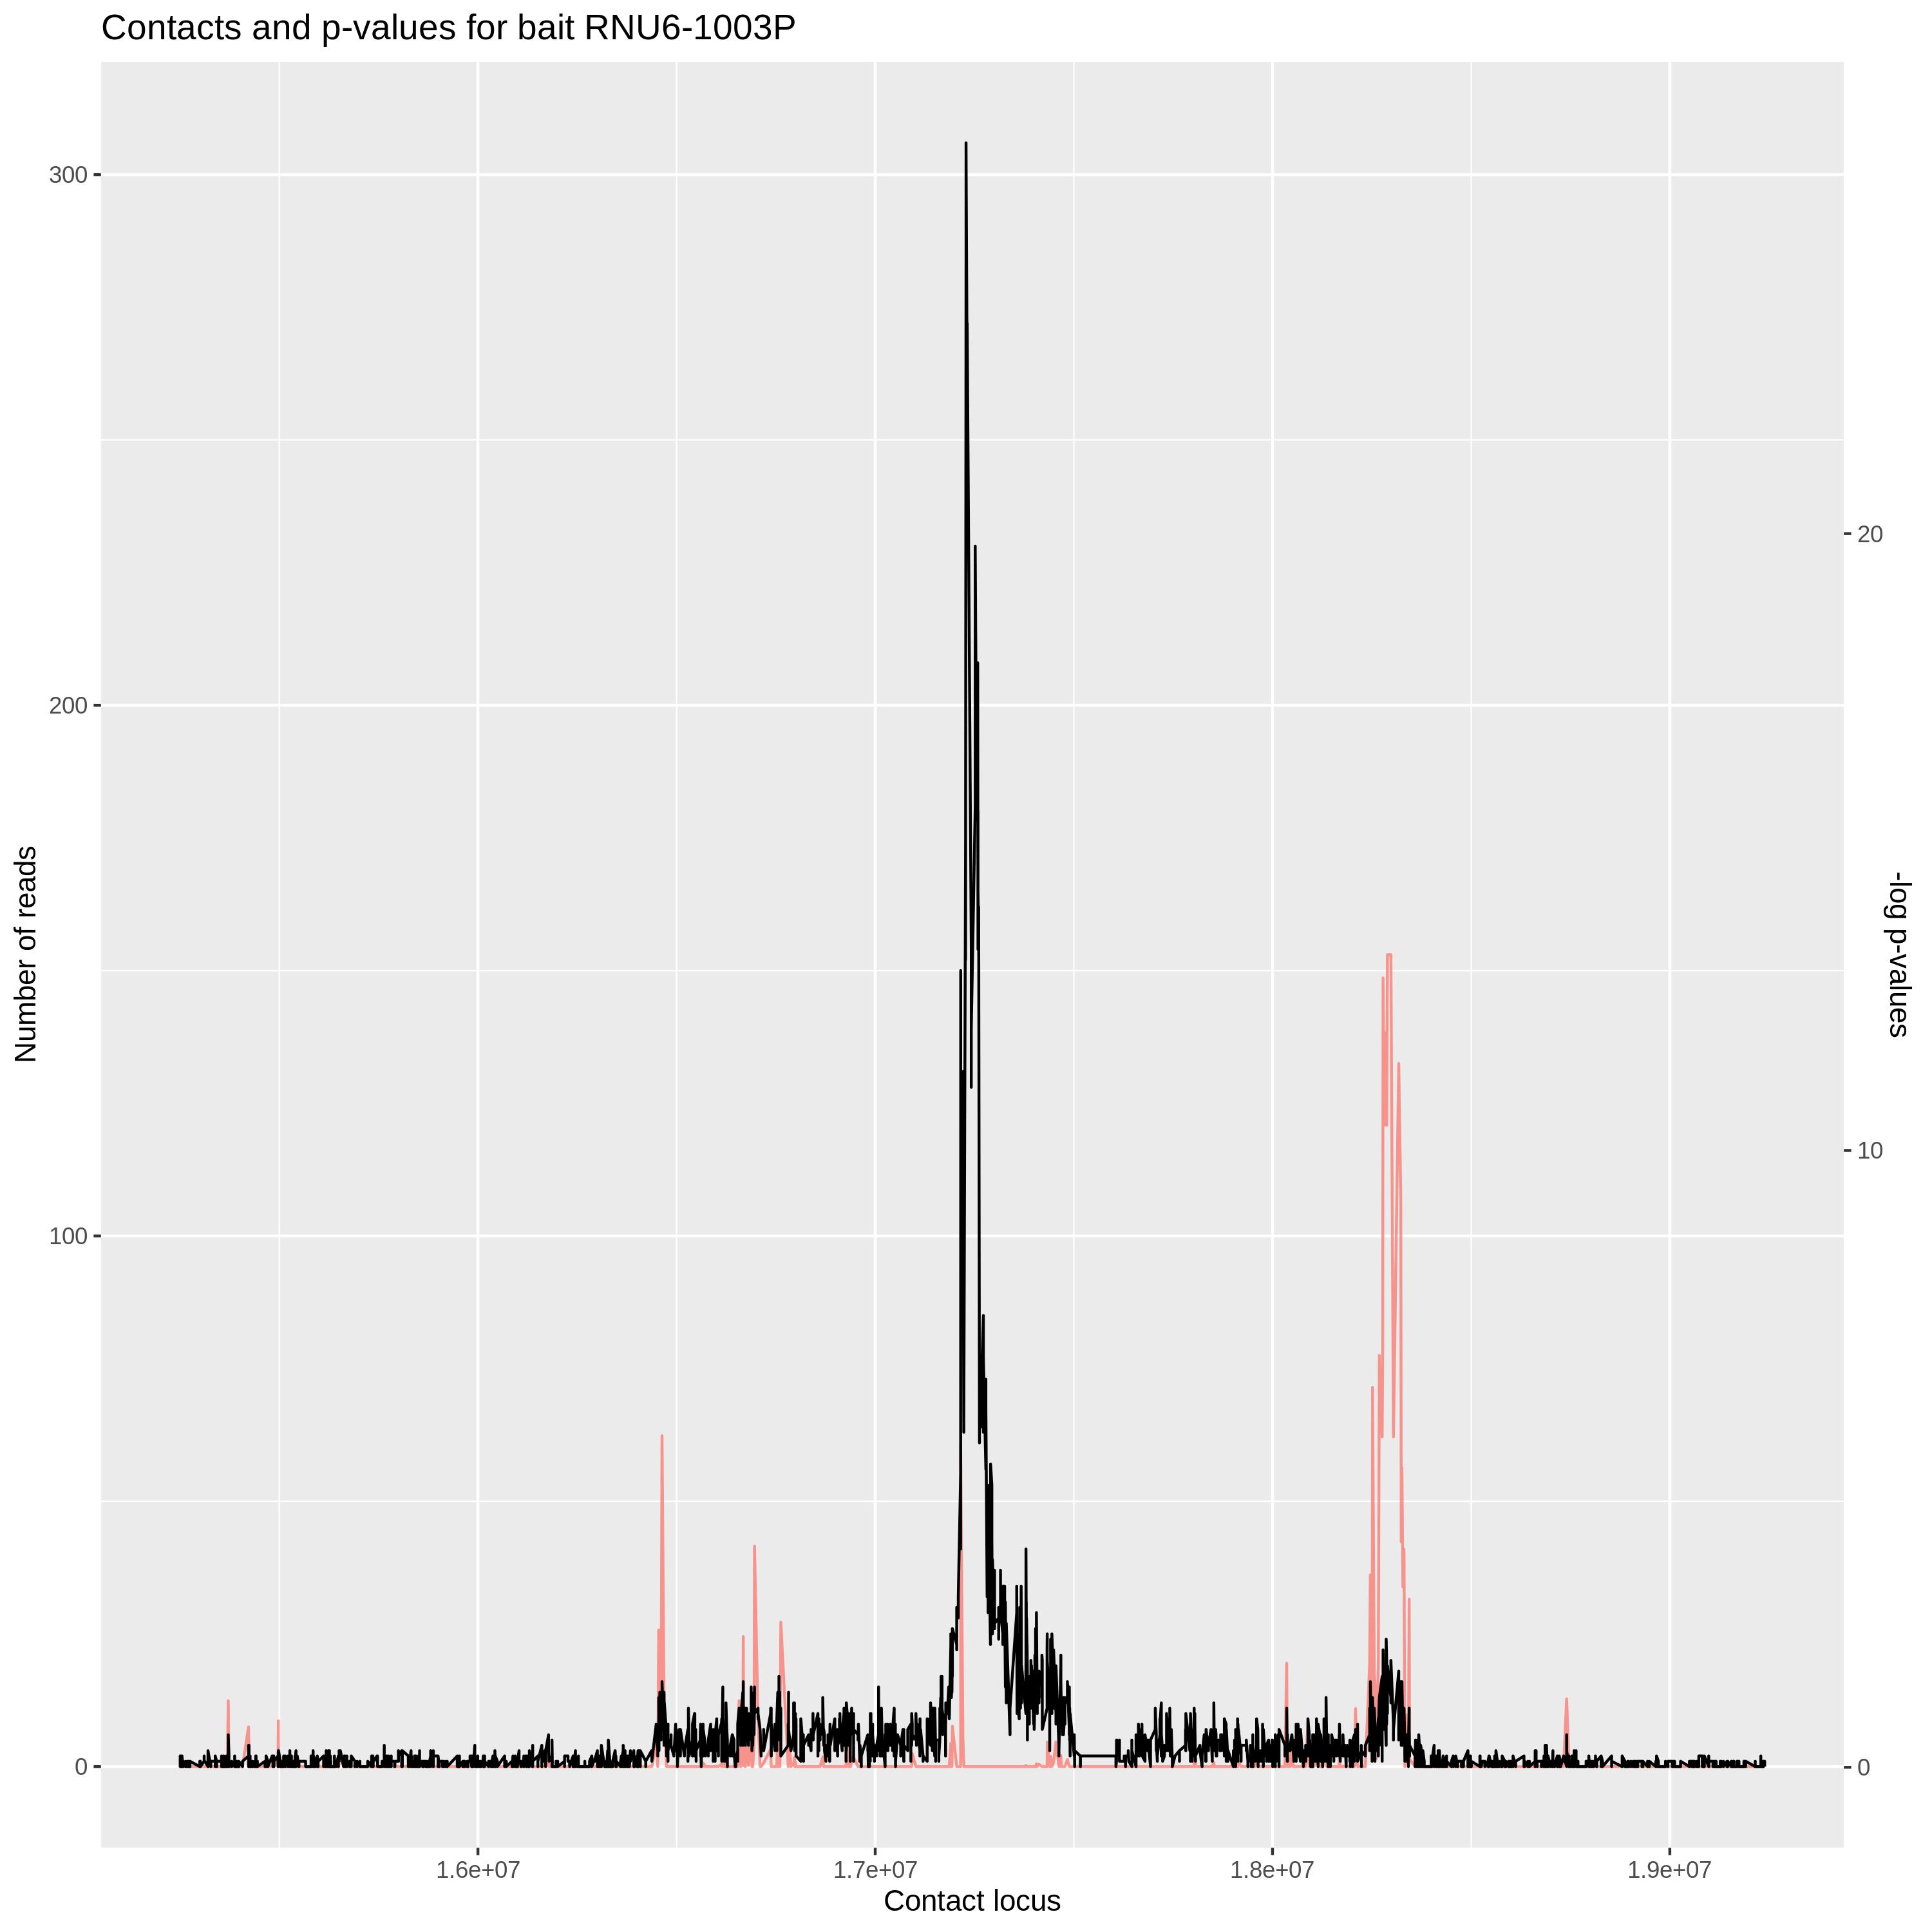 Contacts and p-values for bait RNU6-1003P
300
200
100
0
Number of reads
20
10
0
-log p-values
1.6e+07
1.7e+07
1.8e+07
1.9e+07
Contact locus